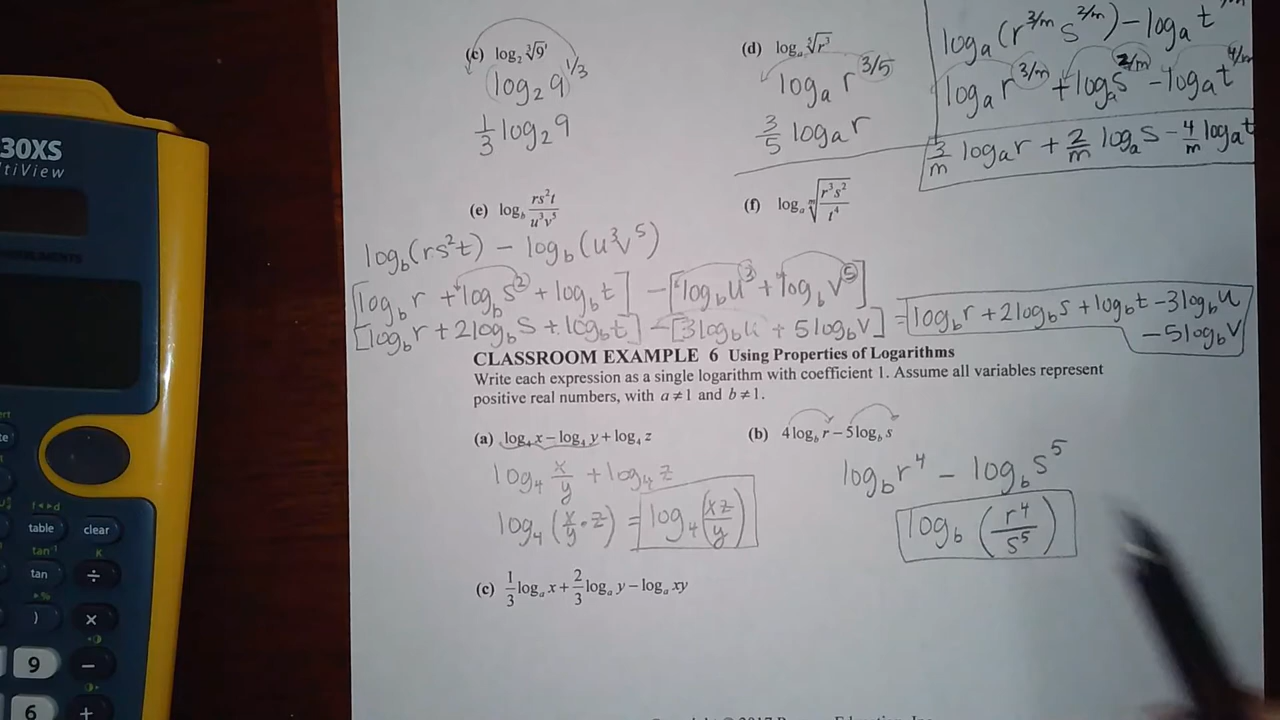 30XS
MultiView
(c) log₂ ∛9
log₂ 9^1/3
1/3 log₂ 9
(d) logₐ ⁵√r³
logₐ r^3/5
3/5 logₐ r
logₐ(r^3/m s^2/m) − logₐ t
logₐ r^3/m + logₐ s^2/m − logₐ t^4/m
3/m logₐ r + 2/m logₐ s − 4/m logₐ t
(e) log_b rs²t/u³v⁵
(f) logₐ ᵐ√(r³s²/t⁴)
log_b(rs²t) − log_b(u³v⁵)
[log_b r + log_b s² + log_b t] − [log_b u³ + log_b v⁵]
[log_b r + 2log_b s + log_b t] − [3log_b u + 5log_b v] = log_b r + 2log_b s + log_b t − 3log_b u
− 5log_b v
CLASSROOM EXAMPLE 6 Using Properties of Logarithms
Write each expression as a single logarithm with coefficient 1. Assume all variables represent
positive real numbers, with a ≠ 1 and b ≠ 1.
(a) log₄ x − log₄ y + log₄ z
log₄ x/y + log₄ z
log₄(x/y · z) = log₄(xz/y)
(b) 4 log_b r − 5 log_b s
log_b r⁴ − log_b s⁵
log_b (r⁴/s⁵)
(c) 1/3 logₐ x + 2/3 logₐ y − logₐ xy
table
clear
tan⁻¹
tan
÷
)
×
9
−
6
+